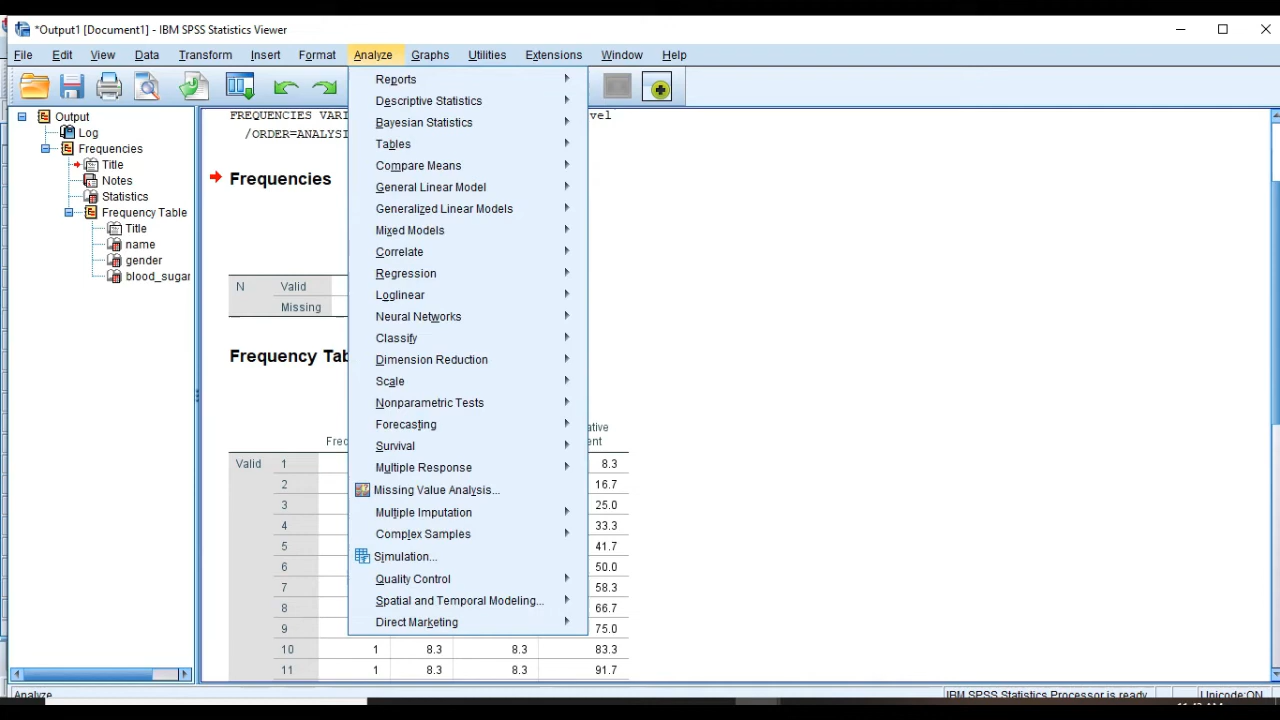 *Output1 [Document1] - IBM SPSS Statistics Viewer
File Edit View Data Transform Insert Format Analyze Graphs Utilities Extensions Window Help
Output
Log
Frequencies
Title
Notes
Statistics
Frequency Table
Title
name
gender
blood_sugar
Reports
Descriptive Statistics
Bayesian Statistics
Tables
Compare Means
General Linear Model
Generalized Linear Models
Mixed Models
Correlate
Regression
Loglinear
Neural Networks
Classify
Dimension Reduction
Scale
Nonparametric Tests
Forecasting
Survival
Multiple Response
Missing Value Analysis...
Multiple Imputation
Complex Samples
Simulation...
Quality Control
Spatial and Temporal Modeling...
Direct Marketing
FREQUENCIES VARI vel
/ORDER=ANALYSI
Frequencies
N Valid
Missing
Frequency Tab
ative
Frec ent
Valid 1 8.3
2 16.7
3 25.0
4 33.3
5 41.7
6 50.0
7 58.3
8 66.7
9 75.0
10 1 8.3 8.3 83.3
11 1 8.3 8.3 91.7
Analyze IBM SPSS Statistics Processor is ready Unicode:ON